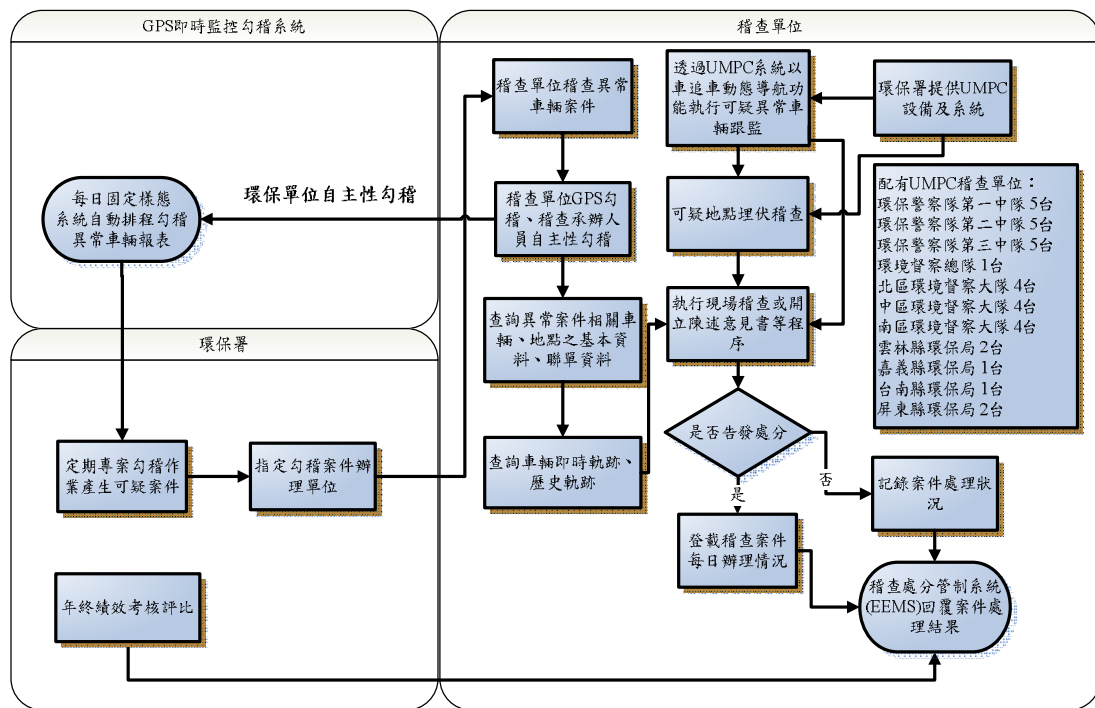 GPS即時監控勾稽系統
每日固定樣態
系統自動排程勾稽
異常車輛報表
環保單位自主性勾稽
環保署
定期專案勾稽作
業產生可疑案件
指定勾稽案件辦
理單位
年終績效考核評比
稽查單位
稽查單位稽查異常
車輛案件
稽查單位GPS勾
稽、稽查承辦人
員自主性勾稽
查詢異常案件相關車
輛、地點之基本資
料、聯單資料
查詢車輛即時軌跡、
歷史軌跡
透過UMPC系統以
車追車動態導航功
能執行可疑異常車
輛跟監
可疑地點埋伏稽查
執行現場稽查或開
立陳述意見書等程
序
是否告發處分
是
否
登載稽查案件
每日辦理情況
環保署提供UMPC
設備及系統
配有UMPC稽查單位：
環保警察隊第一中隊 5台
環保警察隊第二中隊 5台
環保警察隊第三中隊 5台
環境督察總隊 1台
北區環境督察大隊 4台
中區環境督察大隊 4台
南區環境督察大隊 4台
雲林縣環保局 2台
嘉義縣環保局 1台
台南縣環保局 1台
屏東縣環保局 2台
記錄案件處理狀
況
稽查處分管制系統
(EEMS)回覆案件處
理結果